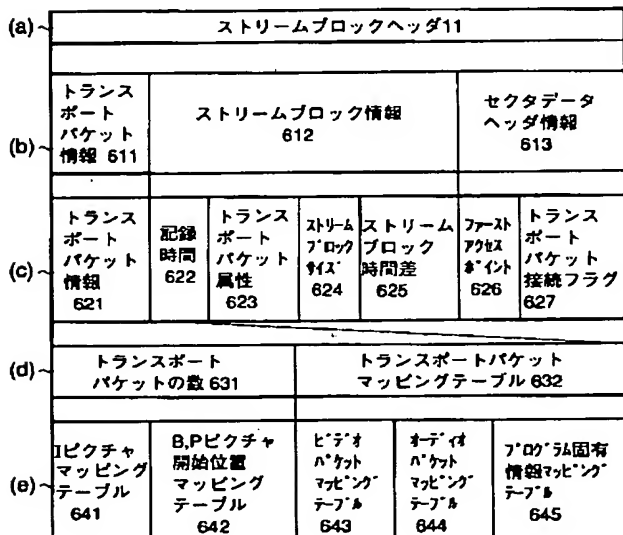 (a) ストリームブロックヘッダ11
(b)
トランス
ポート
パケット
情報 611
ストリームブロック情報
612
セクタデータ
ヘッダ情報
613
(c)
トランス
ポート
パケット
情報
621
記録
時間
622
トランス
ポート
パケット
属性
623
ストリーム
ブロック
サイズ
624
ストリーム
ブロック
時間差
625
ファースト
アクセス
ポイント
626
トランス
ポート
パケット
接続フラグ
627
(d)
トランスポート
パケットの数 631
トランスポートパケット
マッピングテーブル 632
(e)
Iピクチャ
マッピング
テーブル
641
B,Pピクチャ
開始位置
マッピング
テーブル
642
ビデオ
パケット
マッピング
テーブル
643
オーディオ
パケット
マッピング
テーブル
644
プログラム固有
情報マッピング
テーブル
645